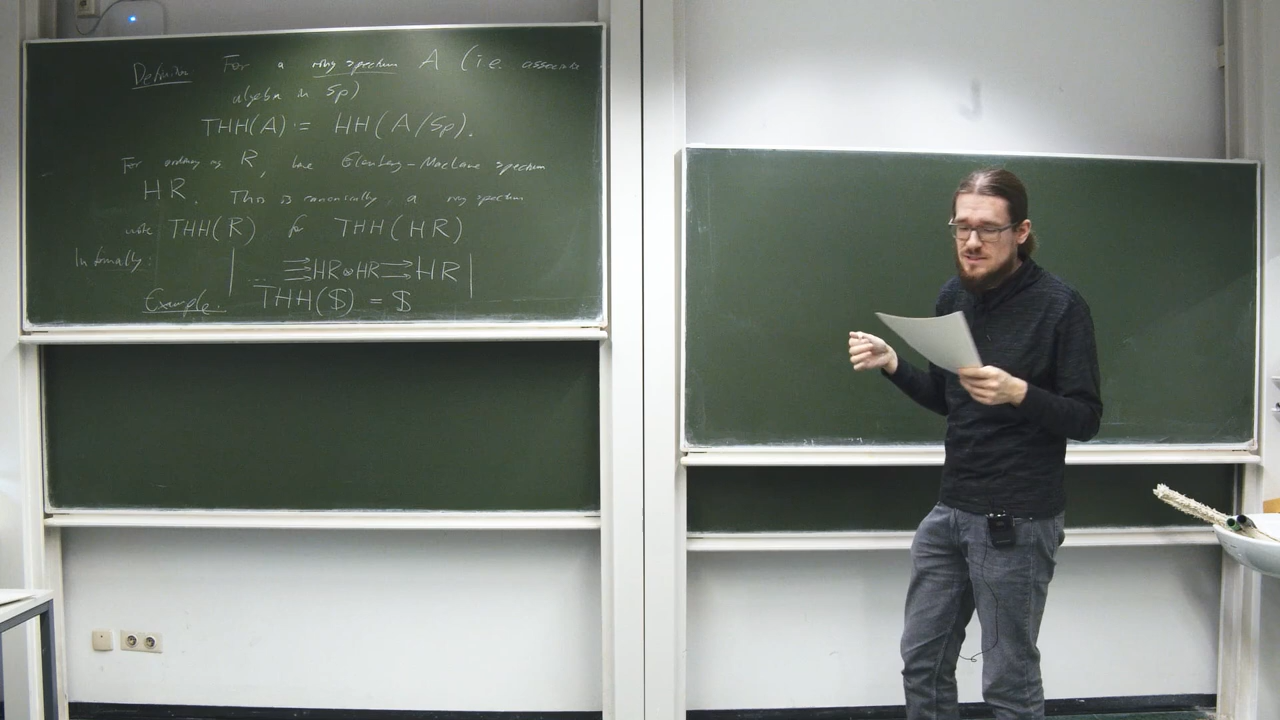 Definition For a ring spectrum A (i.e. associative
algebra in Sp)
THH(A) := HH(A/Sp).
For ordinary ring R, have Eilenberg-MacLane spectrum
HR. This is canonically a ring spectrum
write THH(R) for THH(HR)
Informally: | ... HR⊗HR HR |
Example. THH($) = $